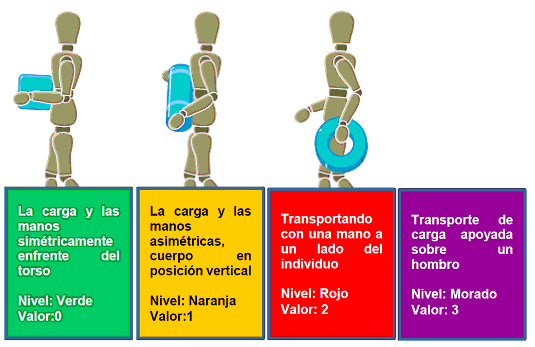 La carga y las
manos
simétricamente
enfrente del
torso
Nivel: Verde
Valor:0
La carga y las
manos
asimétricas,
cuerpo en
posición vertical
Nivel: Naranja
Valor:1
Transportando
con una mano a
un lado del
individuo
Nivel: Rojo
Valor: 2
Transporte de
carga apoyada
sobre un
hombro
Nivel: Morado
Valor: 3